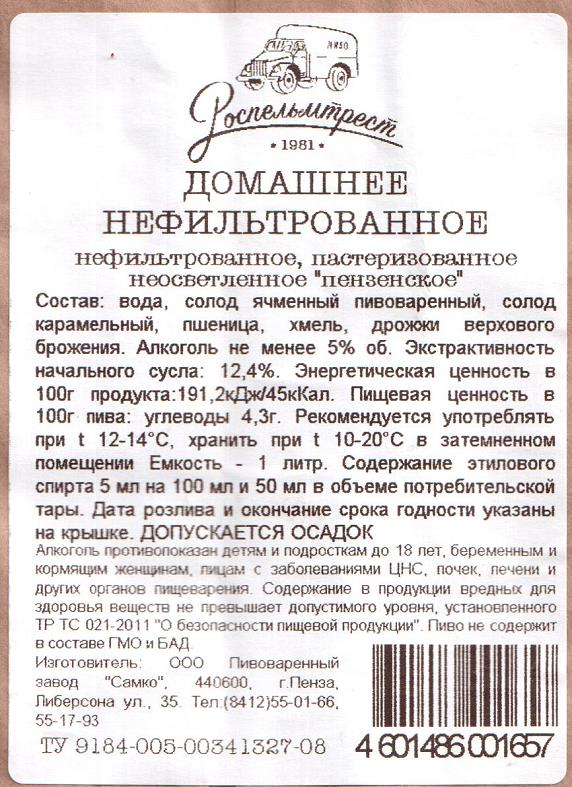 МИВО
Роспельмтрест
• 1981 •
ДОМАШНЕЕ
НЕФИЛЬТРОВАННОЕ
нефильтрованное, пастеризованное
неосветленное "пензенское"
Состав: вода, солод ячменный пивоваренный, солод
карамельный, пшеница, хмель, дрожжи верхового
брожения. Алкоголь не менее 5% об. Экстрактивность
начального сусла: 12,4%. Энергетическая ценность в
100г продукта:191,2кДж/45кКал. Пищевая ценность в
100г пива: углеводы 4,3г. Рекомендуется употреблять
при t 12-14°С, хранить при t 10-20°С в затемненном
помещении Емкость - 1 литр. Содержание этилового
спирта 5 мл на 100 мл и 50 мл в объеме потребительской
тары. Дата розлива и окончание срока годности указаны
на крышке. ДОПУСКАЕТСЯ ОСАДОК
Алкоголь противопоказан детям и подросткам до 18 лет, беременным и
кормящим женщинам, лицам с заболеваниями ЦНС, почек, печени и
других органов пищеварения. Содержание в продукции вредных для
здоровья веществ не превышает допустимого уровня, установленного
ТР ТС 021-2011 "О безопасности пищевой продукции". Пиво не содержит
в составе ГМО и БАД.
Изготовитель: ООО Пивоваренный
завод "Самко", 440600, г.Пенза,
Либерсона ул., 35. Тел:(8412)55-01-66,
55-17-93
ТУ 9184-005-00341327-08
4 601486 001657